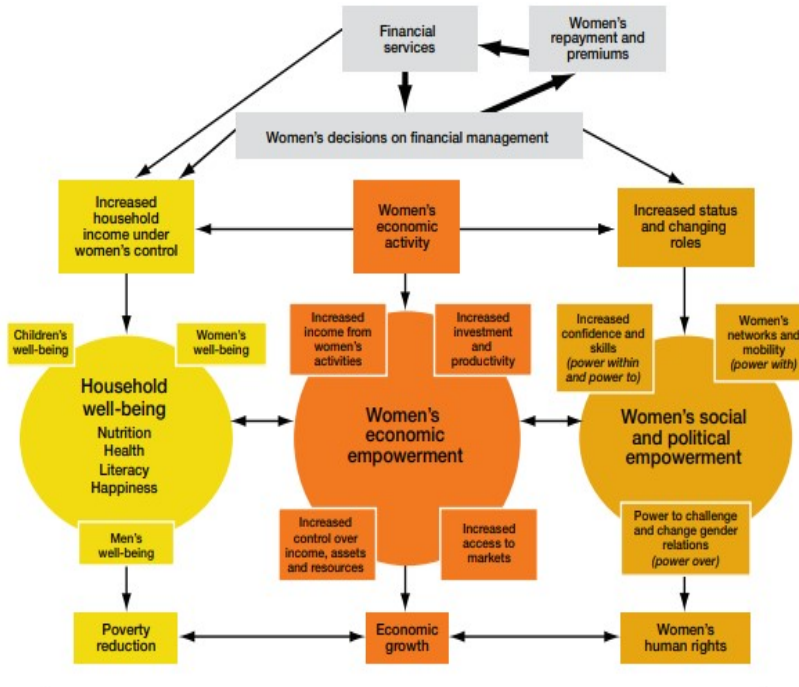 Financial
services
Women's
repayment and
premiums
Women's decisions on financial management
Increased
household
income under
women's control
Women's
economic
activity
Increased status
and changing
roles
Children's
well-being
Women's
well-being
Household
well-being
Nutrition
Health
Literacy
Happiness
Men's
well-being
Increased
income from
women's
activities
Increased
investment
and
productivity
Women's
economic
empowerment
Increased
control over
income, assets
and resources
Increased
access to
markets
Increased
confidence and
skills
(power within
and power to)
Women's
networks and
mobility
(power with)
Women's social
and political
empowerment
Power to challenge
and change gender
relations
(power over)
Poverty
reduction
Economic
growth
Women's
human rights